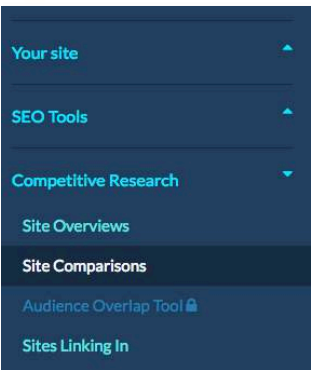 Your site
SEO Tools
Competitive Research
Site Overviews
Site Comparisons
Audience Overlap Tool
Sites Linking In